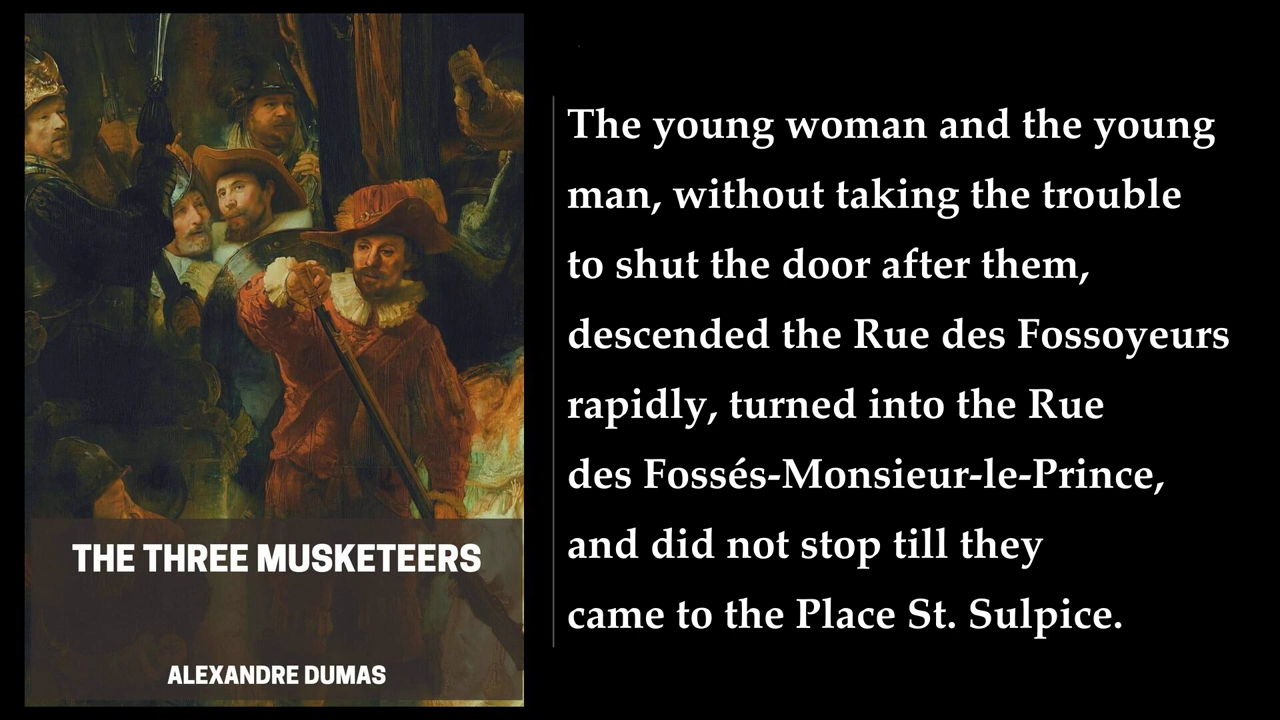 THE THREE MUSKETEERS
ALEXANDRE DUMAS
The young woman and the young
man, without taking the trouble
to shut the door after them,
descended the Rue des Fossoyeurs
rapidly, turned into the Rue
des Fossés-Monsieur-le-Prince,
and did not stop till they
came to the Place St. Sulpice.